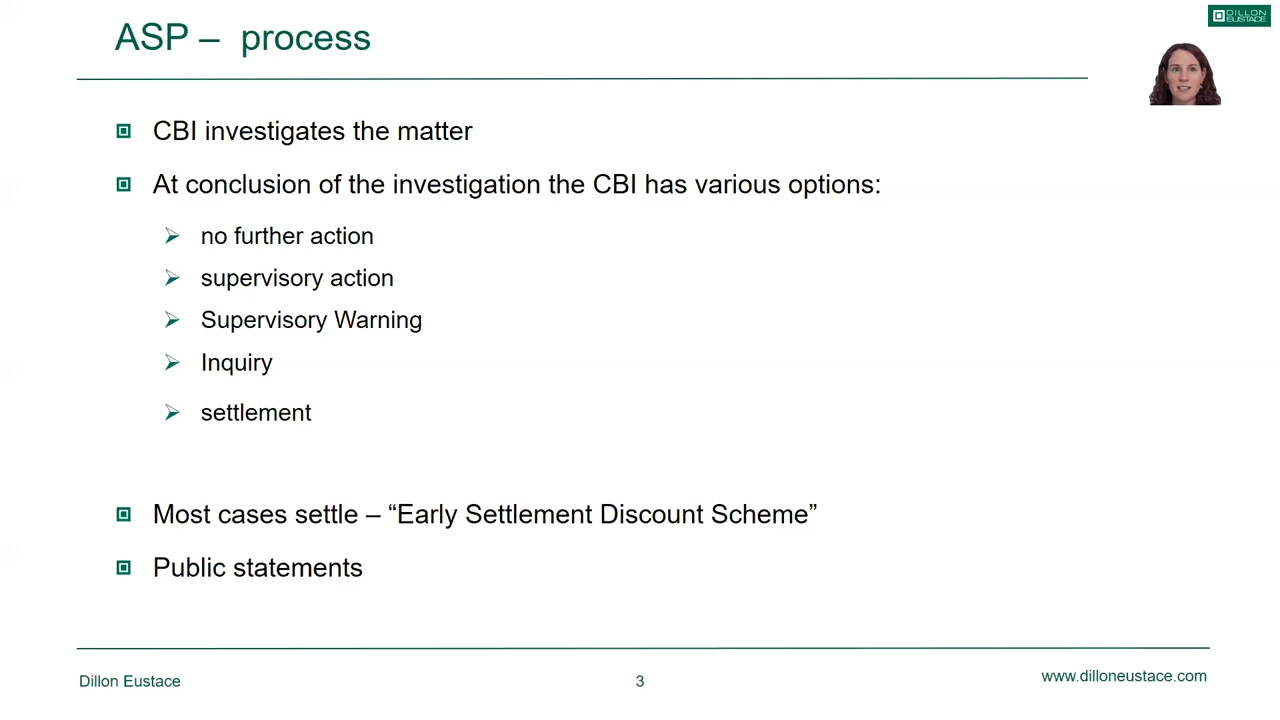 DILLON
EUSTACE
ASP – process
CBI investigates the matter
At conclusion of the investigation the CBI has various options:
no further action
supervisory action
Supervisory Warning
Inquiry
settlement
Most cases settle – “Early Settlement Discount Scheme”
Public statements
Dillon Eustace
3
www.dilloneustace.com